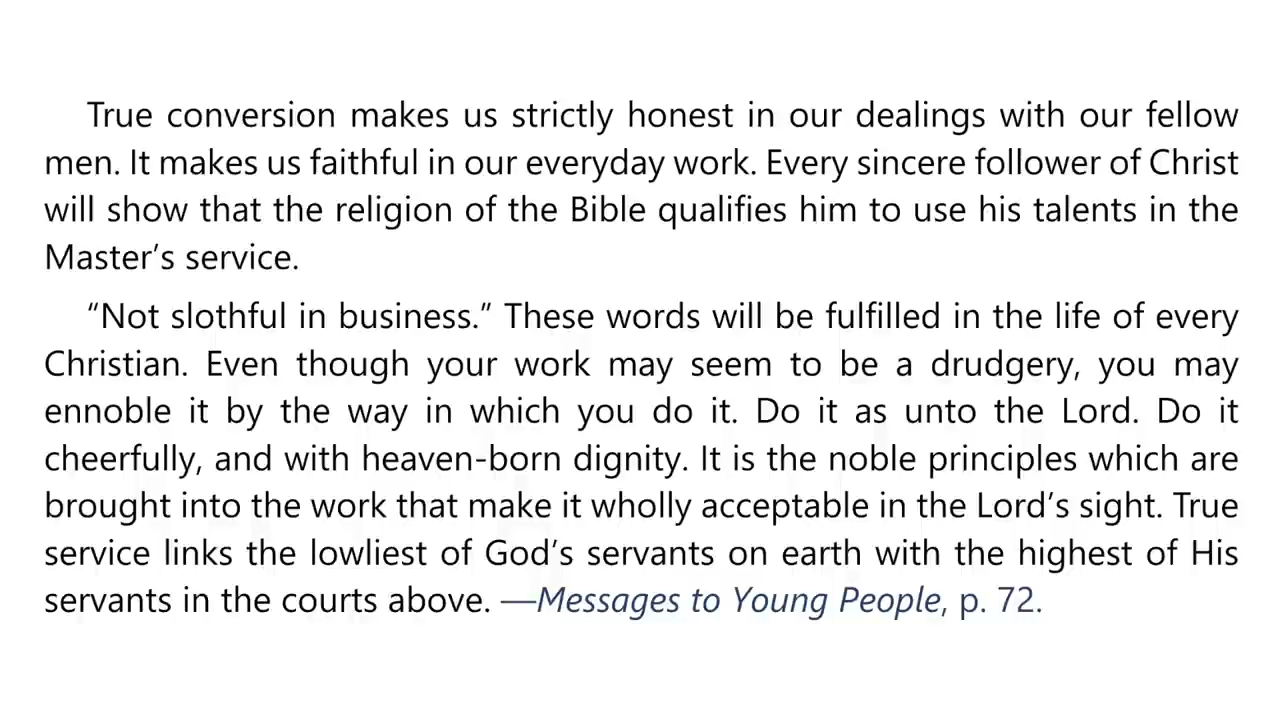 True conversion makes us strictly honest in our dealings with our fellow
men. It makes us faithful in our everyday work. Every sincere follower of Christ
will show that the religion of the Bible qualifies him to use his talents in the
Master’s service.
“Not slothful in business.” These words will be fulfilled in the life of every
Christian. Even though your work may seem to be a drudgery, you may
ennoble it by the way in which you do it. Do it as unto the Lord. Do it
cheerfully, and with heaven-born dignity. It is the noble principles which are
brought into the work that make it wholly acceptable in the Lord’s sight. True
service links the lowliest of God’s servants on earth with the highest of His
servants in the courts above. —Messages to Young People, p. 72.